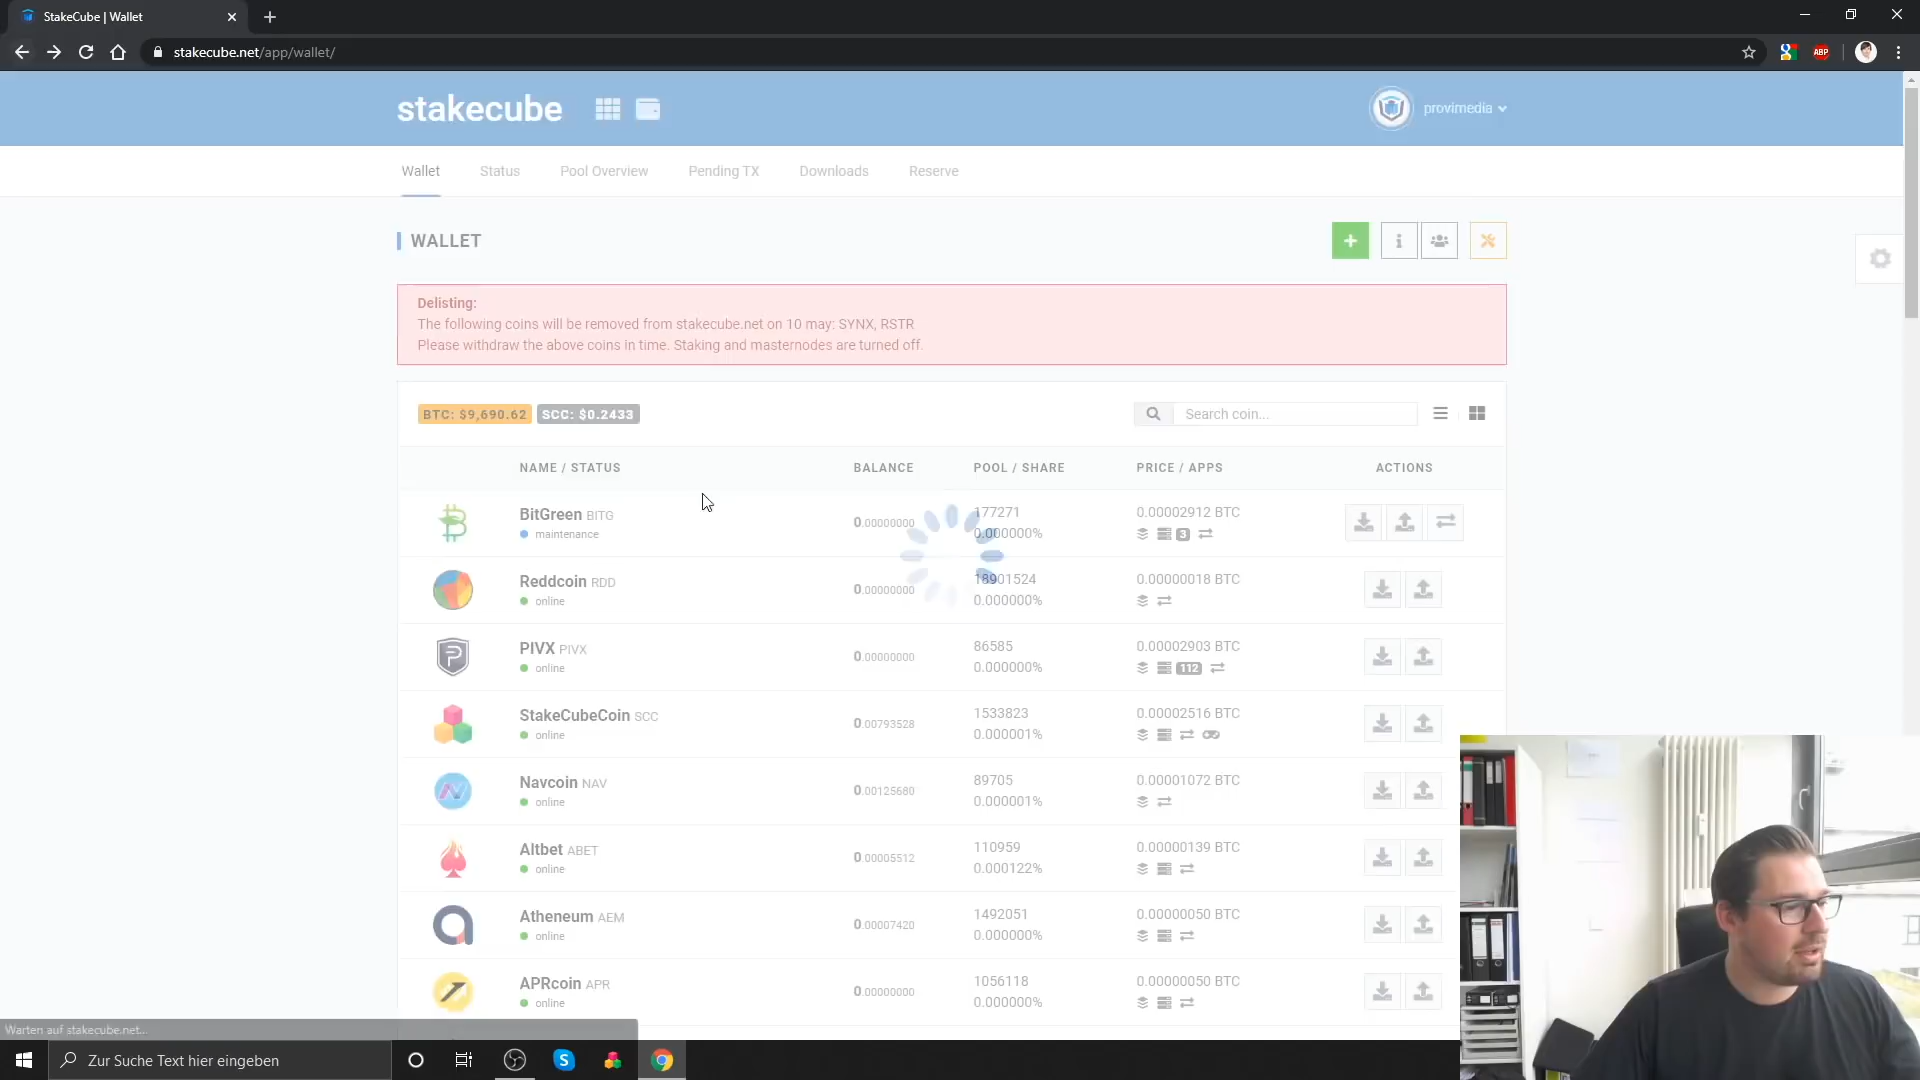 StakeCube | Wallet
stakecube.net/app/wallet/
ABP
stakecube
provimedia
Wallet
Status
Pool Overview
Pending TX
Downloads
Reserve
WALLET
Delisting:
The following coins will be removed from stakecube.net on 10 may: SYNX, RSTR
Please withdraw the above coins in time. Staking and masternodes are turned off.
BTC: $9,690.62
SCC: $0.2433
Search coin...
NAME / STATUS
BALANCE
POOL / SHARE
PRICE / APPS
ACTIONS
BitGreen BITG
maintenance
0.00000000
177271
0.000000%
0.00002912 BTC
3
Reddcoin RDD
online
0.00000000
18901524
0.000000%
0.00000018 BTC
PIVX PIVX
online
0.00000000
86585
0.000000%
0.00002903 BTC
112
StakeCubeCoin SCC
online
0.00793528
1533823
0.000001%
0.00002516 BTC
Navcoin NAV
online
0.00125680
89705
0.000001%
0.00001072 BTC
Altbet ABET
online
0.00005512
110959
0.000122%
0.00000139 BTC
Atheneum AEM
online
0.00007420
1492051
0.000000%
0.00000050 BTC
APRcoin APR
online
0.00000000
1056118
0.000000%
0.00000050 BTC
Warten auf stakecube.net...
Zur Suche Text hier eingeben